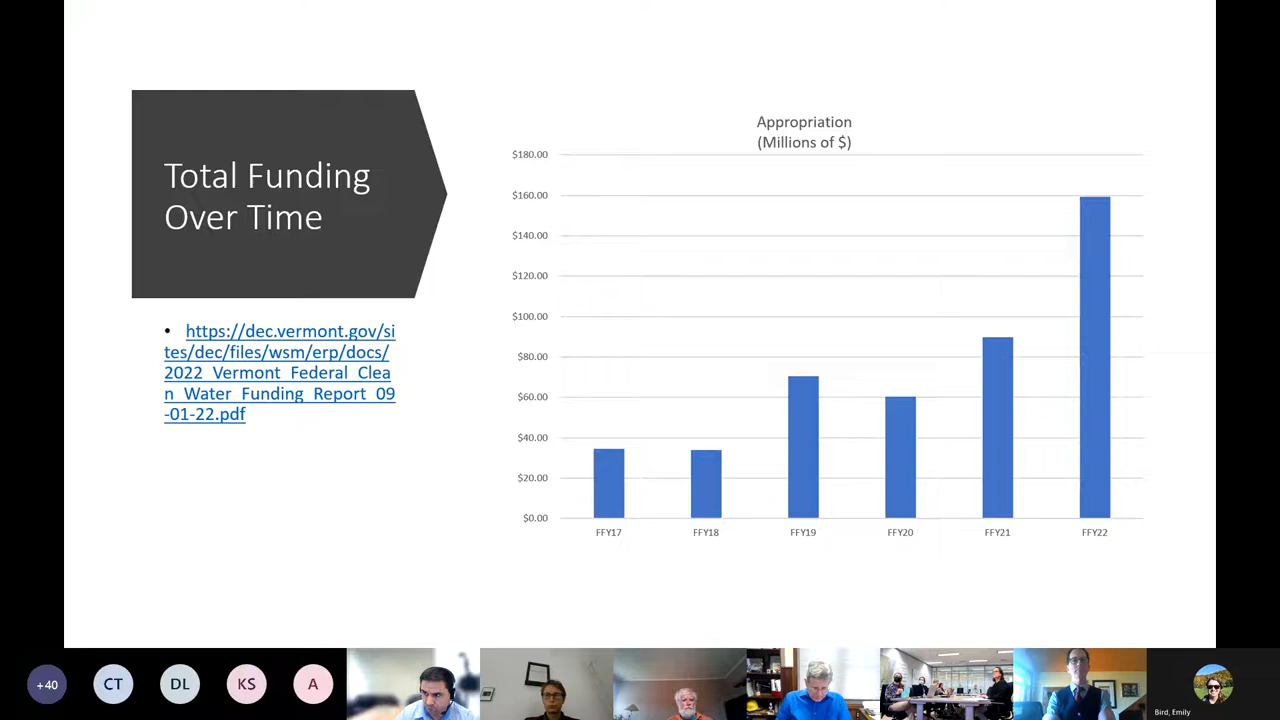 Total Funding
Over Time
• https://dec.vermont.gov/si
tes/dec/files/wsm/erp/docs/
2022_Vermont_Federal_Clea
n_Water_Funding_Report_09
-01-22.pdf
Appropriation
(Millions of $)
$180.00
$160.00
$140.00
$120.00
$100.00
$80.00
$60.00
$40.00
$20.00
$0.00
FFY17 FFY18 FFY19 FFY20 FFY21 FFY22
+40 CT DL KS A
Bird, Emily